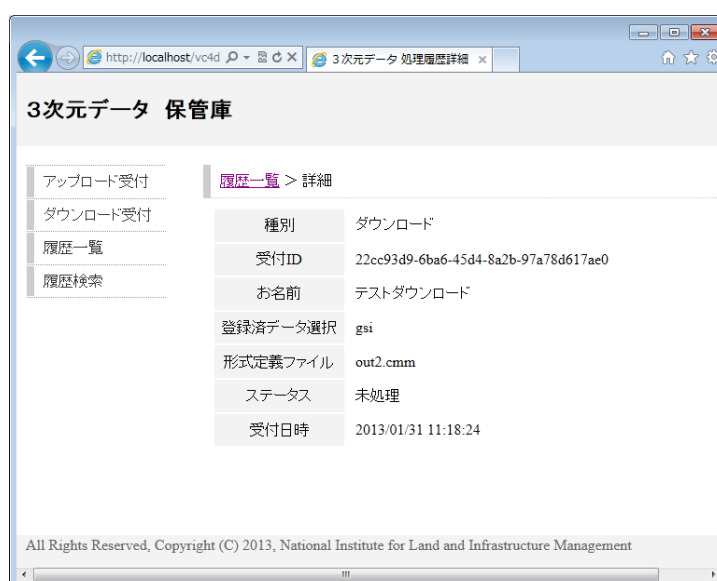 http://localhost/vc4d
3次元データ 処理履歴詳細
3次元データ 保管庫
アップロード受付
ダウンロード受付
履歴一覧
履歴検索
履歴一覧 > 詳細
種別 ダウンロード
受付ID 22cc93d9-6ba6-45d4-8a2b-97a78d617ae0
お名前 テストダウンロード
登録済データ選択 gsi
形式定義ファイル out2.cmm
ステータス 未処理
受付日時 2013/01/31 11:18:24
All Rights Reserved, Copyright (C) 2013, National Institute for Land and Infrastructure Management